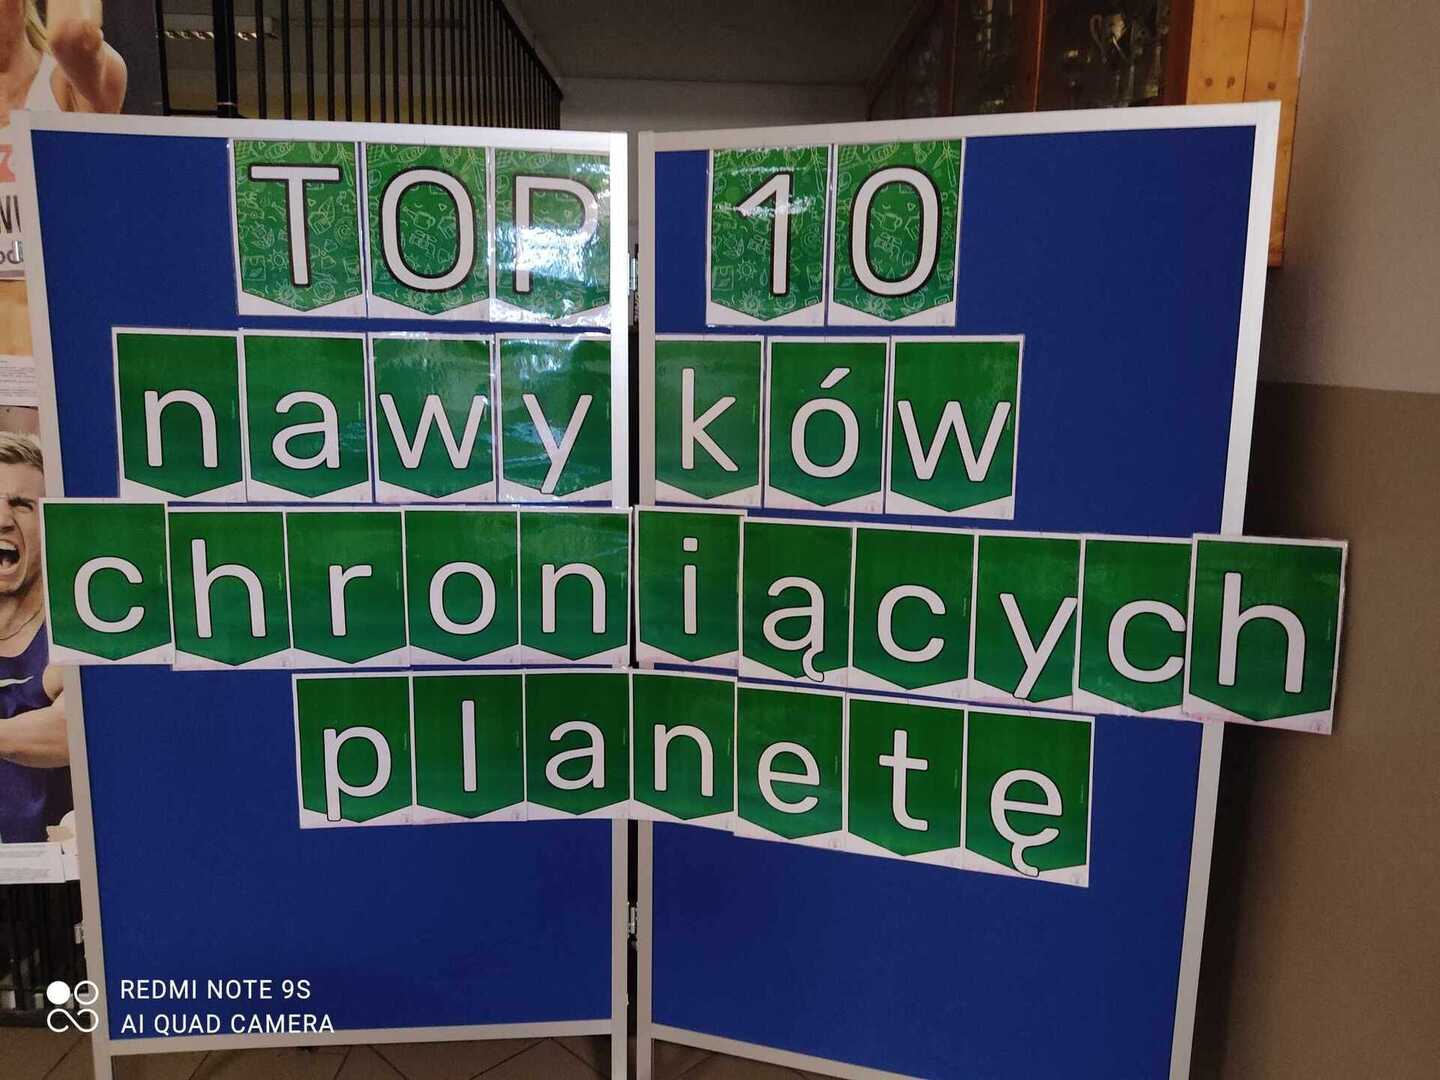 TOP 10
nawyków
chroniących
planetę
REDMI NOTE 9S
AI QUAD CAMERA